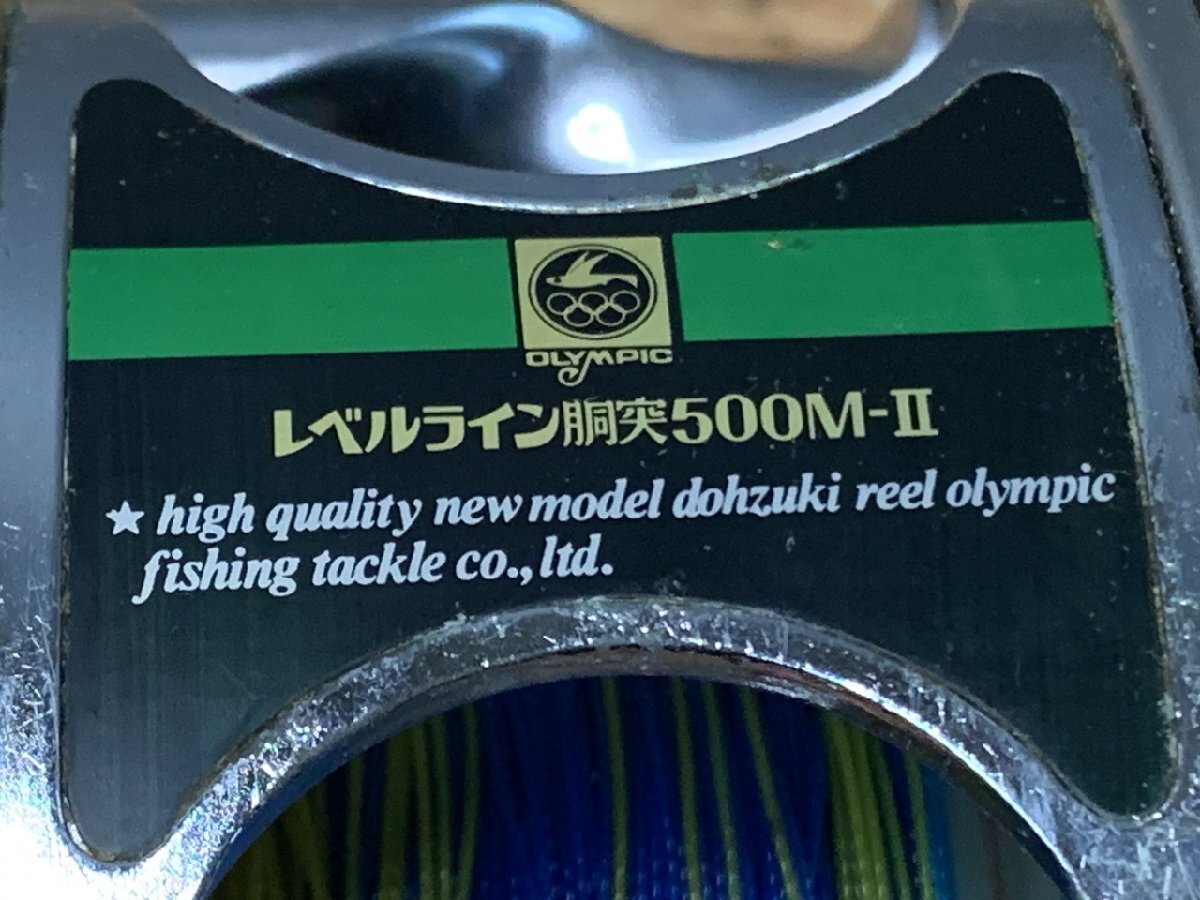 OLYMPIC
レベルライン胴突500M-II
★ high quality new model dohzuki reel olympic
fishing tackle co., ltd.